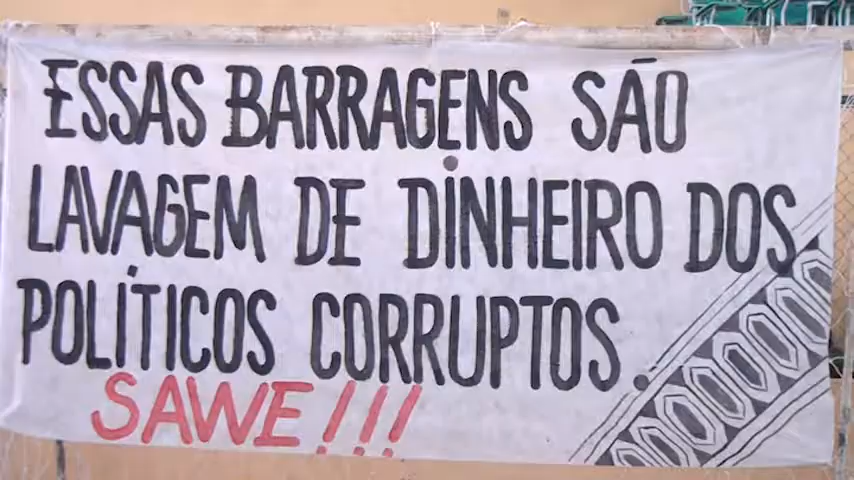 ESSAS BARRAGENS SÃO
LAVAGEM DE DINHEIRO DOS
POLÍTICOS CORRUPTOS.
SAWE!!!